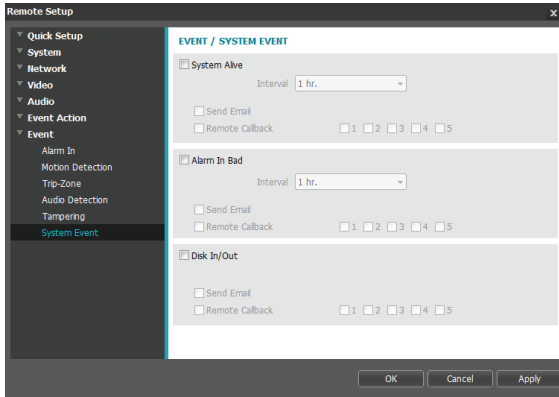 Remote Setup x
Quick Setup
System
Network
Video
Audio
Event Action
Event
Alarm In
Motion Detection
Trip-Zone
Audio Detection
Tampering
System Event
EVENT / SYSTEM EVENT
System Alive
Interval 1 hr.
Send Email
Remote Callback 1 2 3 4 5
Alarm In Bad
Interval 1 hr.
Send Email
Remote Callback 1 2 3 4 5
Disk In/Out
Send Email
Remote Callback 1 2 3 4 5
OK Cancel Apply